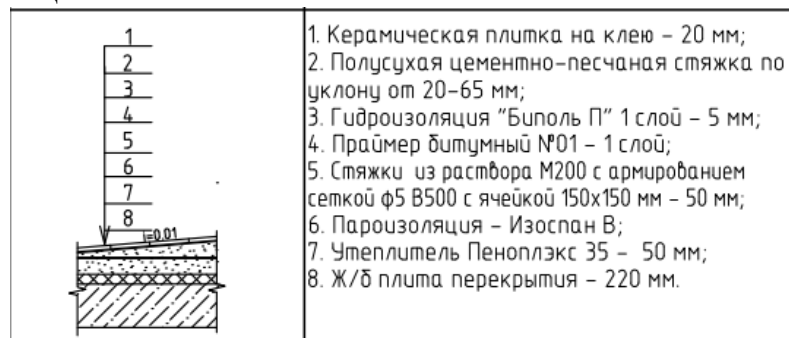 1
2
3
4
5
6
7
8
i=0.01
1. Керамическая плитка на клею – 20 мм;
2. Полусухая цементно-песчаная стяжка по
уклону от 20-65 мм;
3. Гидроизоляция "Биполь П" 1 слой – 5 мм;
4. Праймер битумный №01 – 1 слой;
5. Стяжки из раствора М200 с армированием
сеткой ф5 В500 с ячейкой 150х150 мм – 50 мм;
6. Пароизоляция – Изоспан В;
7. Утеплитель Пеноплэкс 35 – 50 мм;
8. Ж/б плита перекрытия – 220 мм.